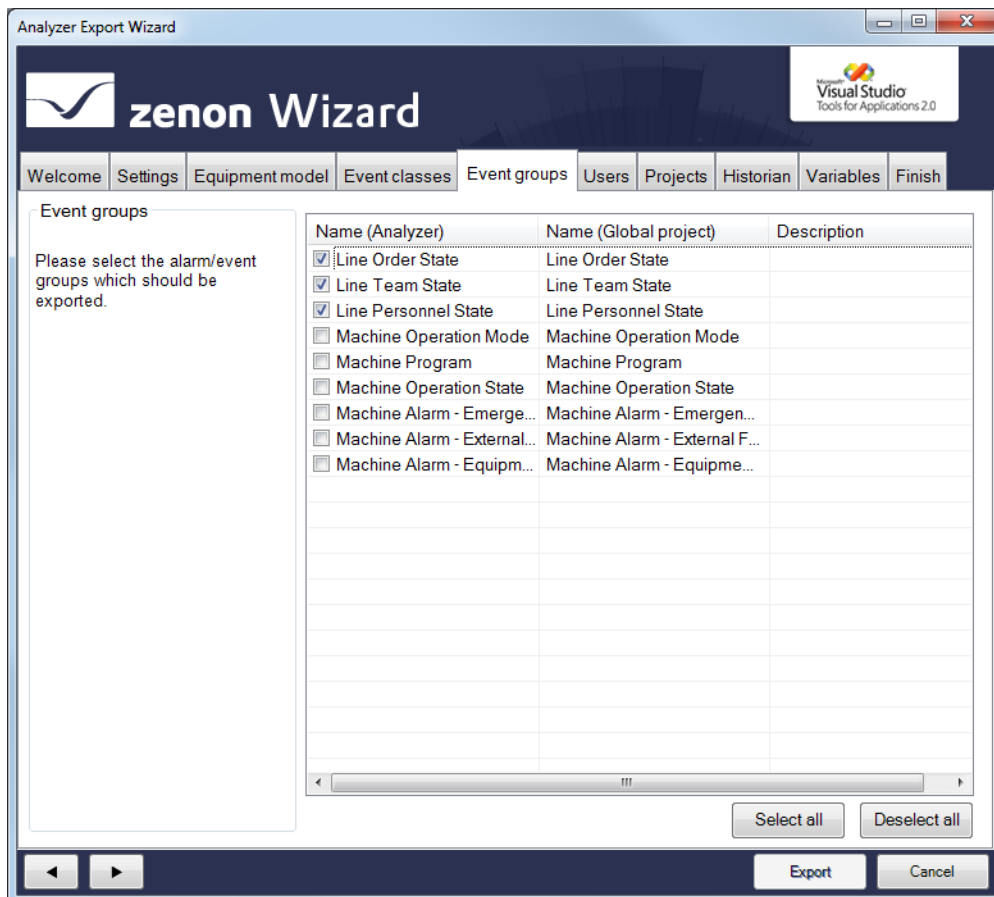 Analyzer Export Wizard
zenon Wizard
Microsoft
Visual Studio
Tools for Applications 2.0
Welcome Settings Equipment model Event classes Event groups Users Projects Historian Variables Finish
Event groups
Please select the alarm/event
groups which should be
exported.
Name (Analyzer) Name (Global project) Description
Line Order State Line Order State
Line Team State Line Team State
Line Personnel State Line Personnel State
Machine Operation Mode Machine Operation Mode
Machine Program Machine Program
Machine Operation State Machine Operation State
Machine Alarm - Emerge... Machine Alarm - Emergen...
Machine Alarm - External... Machine Alarm - External F...
Machine Alarm - Equipm... Machine Alarm - Equipme...
Select all Deselect all
Export Cancel